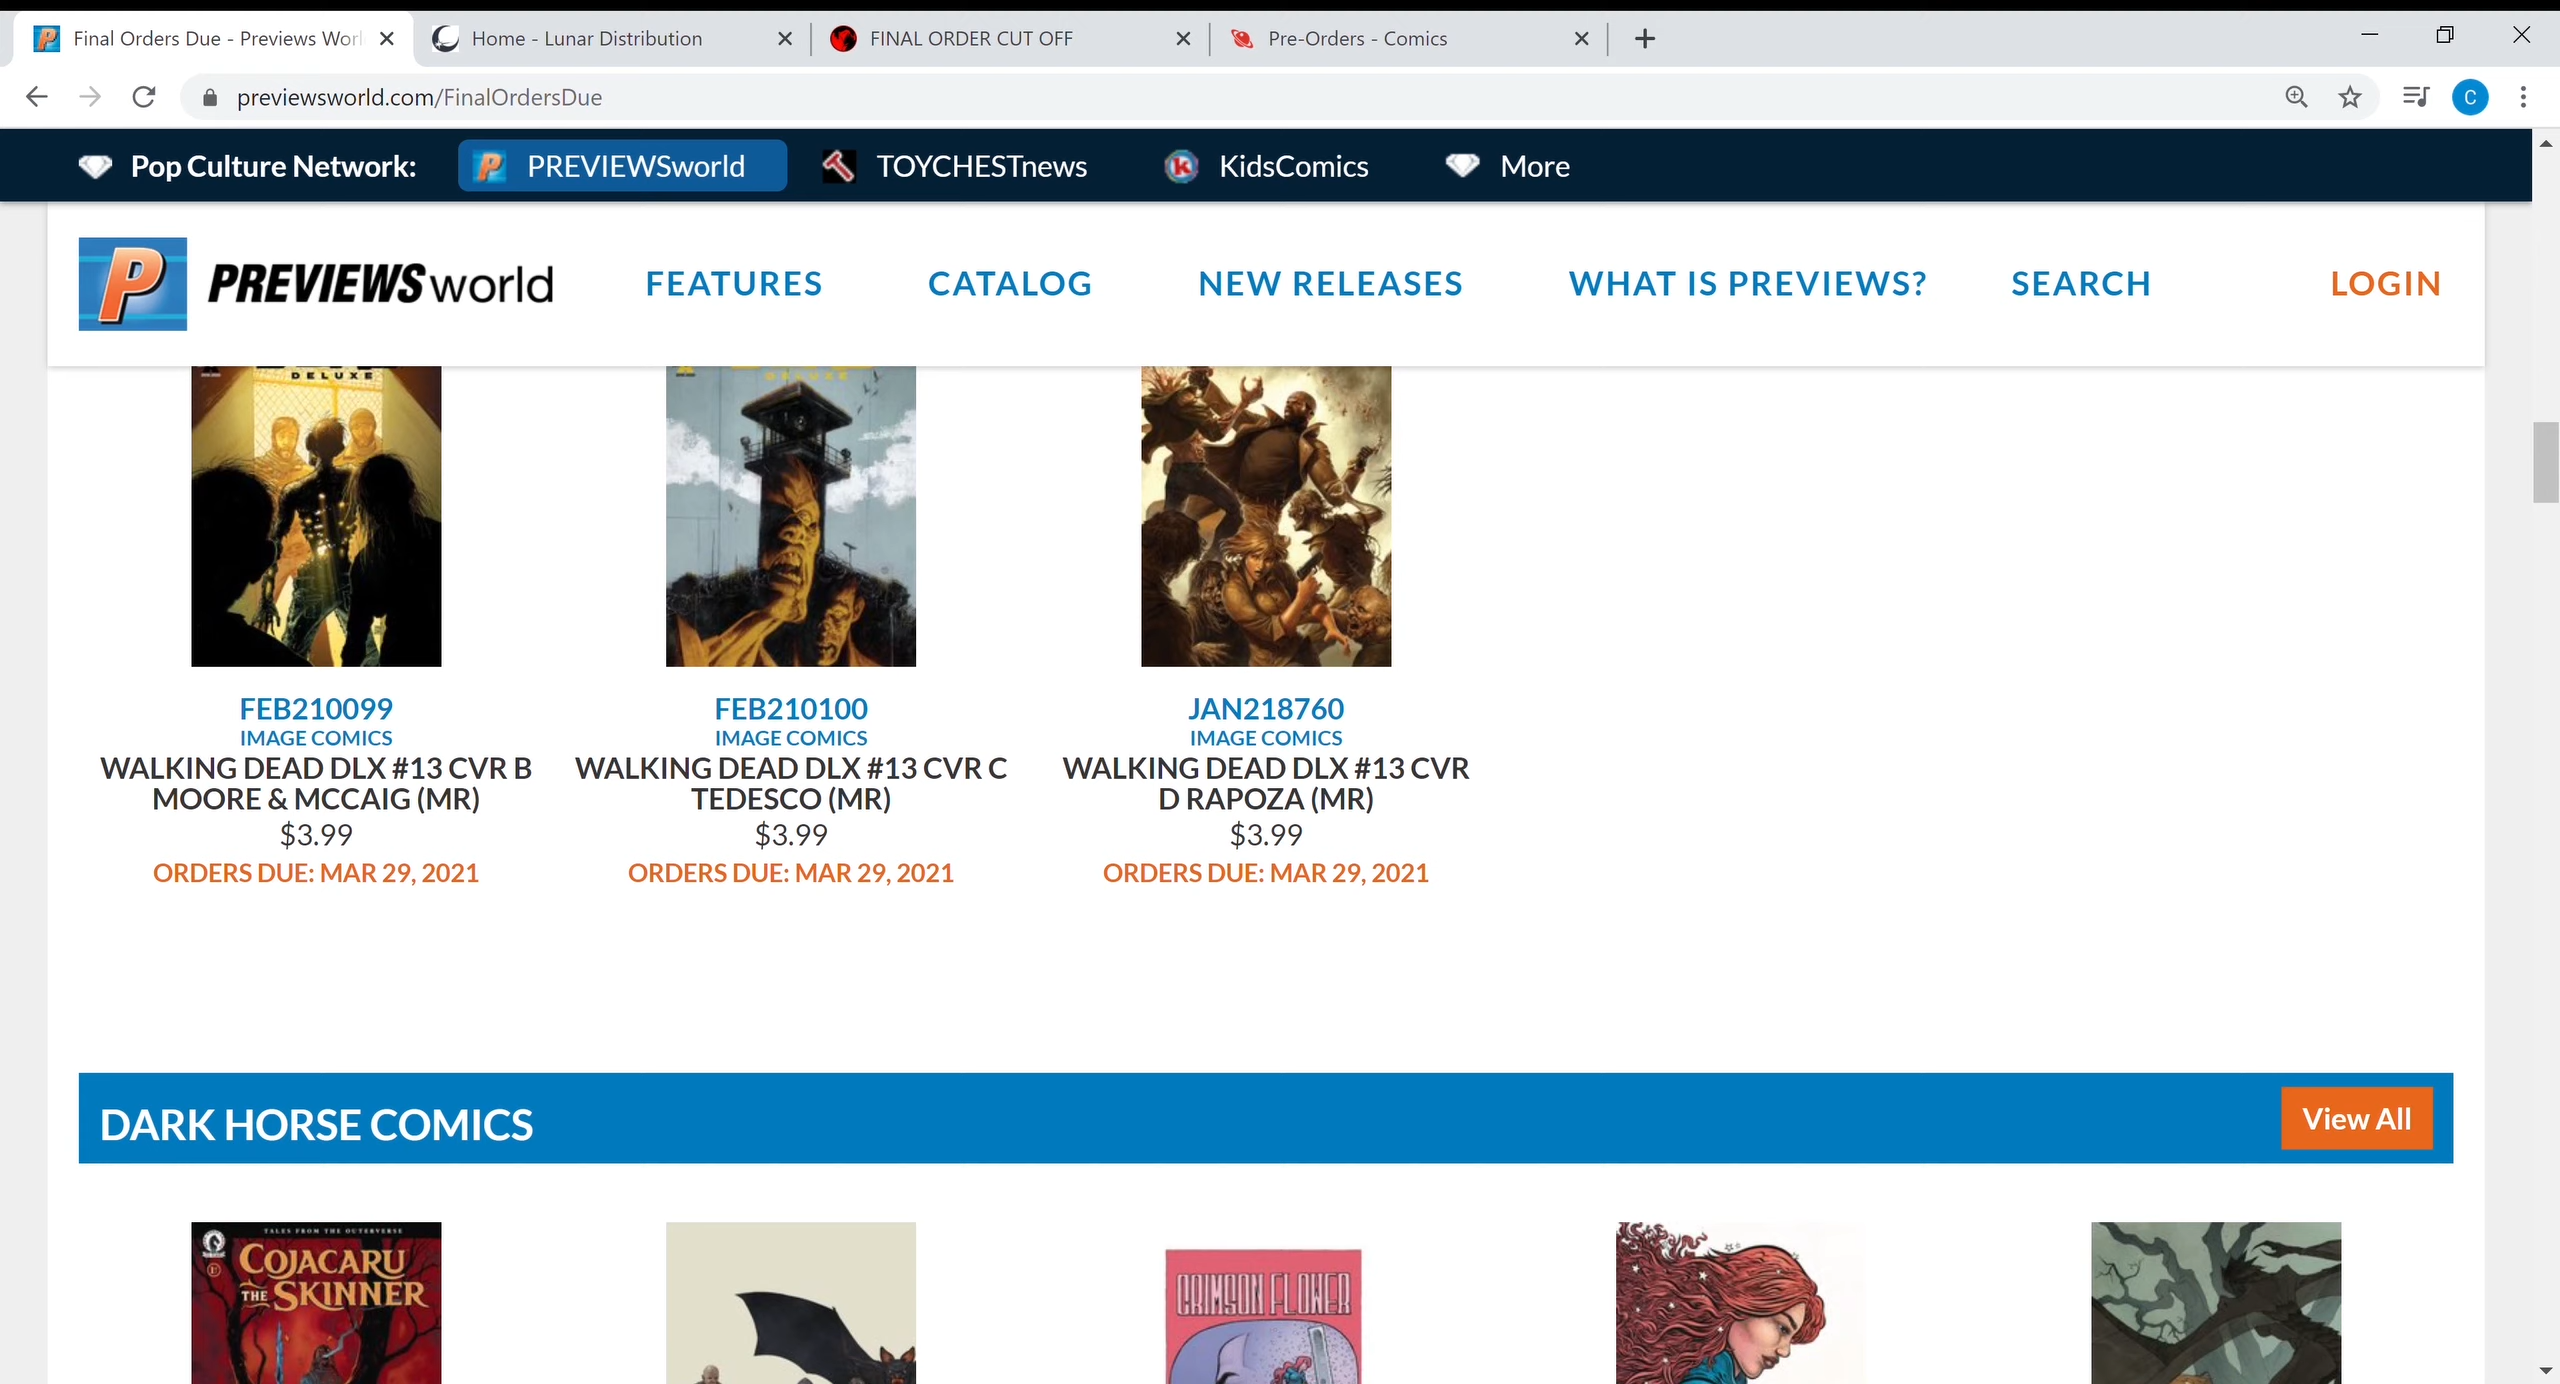 Final Orders Due - Previews Worl
Home - Lunar Distribution
FINAL ORDER CUT OFF
Pre-Orders - Comics
previewsworld.com/FinalOrdersDue
C
Pop Culture Network:
PREVIEWSworld
TOYCHESTnews
KidsComics
More
P
PREVIEWSworld
FEATURES
CATALOG
NEW RELEASES
WHAT IS PREVIEWS?
SEARCH
LOGIN
DELUXE
FEB210099
IMAGE COMICS
WALKING DEAD DLX #13 CVR B
MOORE & MCCAIG (MR)
$3.99
ORDERS DUE: MAR 29, 2021
FEB210100
IMAGE COMICS
WALKING DEAD DLX #13 CVR C
TEDESCO (MR)
$3.99
ORDERS DUE: MAR 29, 2021
JAN218760
IMAGE COMICS
WALKING DEAD DLX #13 CVR
D RAPOZA (MR)
$3.99
ORDERS DUE: MAR 29, 2021
DARK HORSE COMICS
View All
TALES FROM THE OUTERVERSE
COJACARU
THE SKINNER
CRIMSON FLOWER